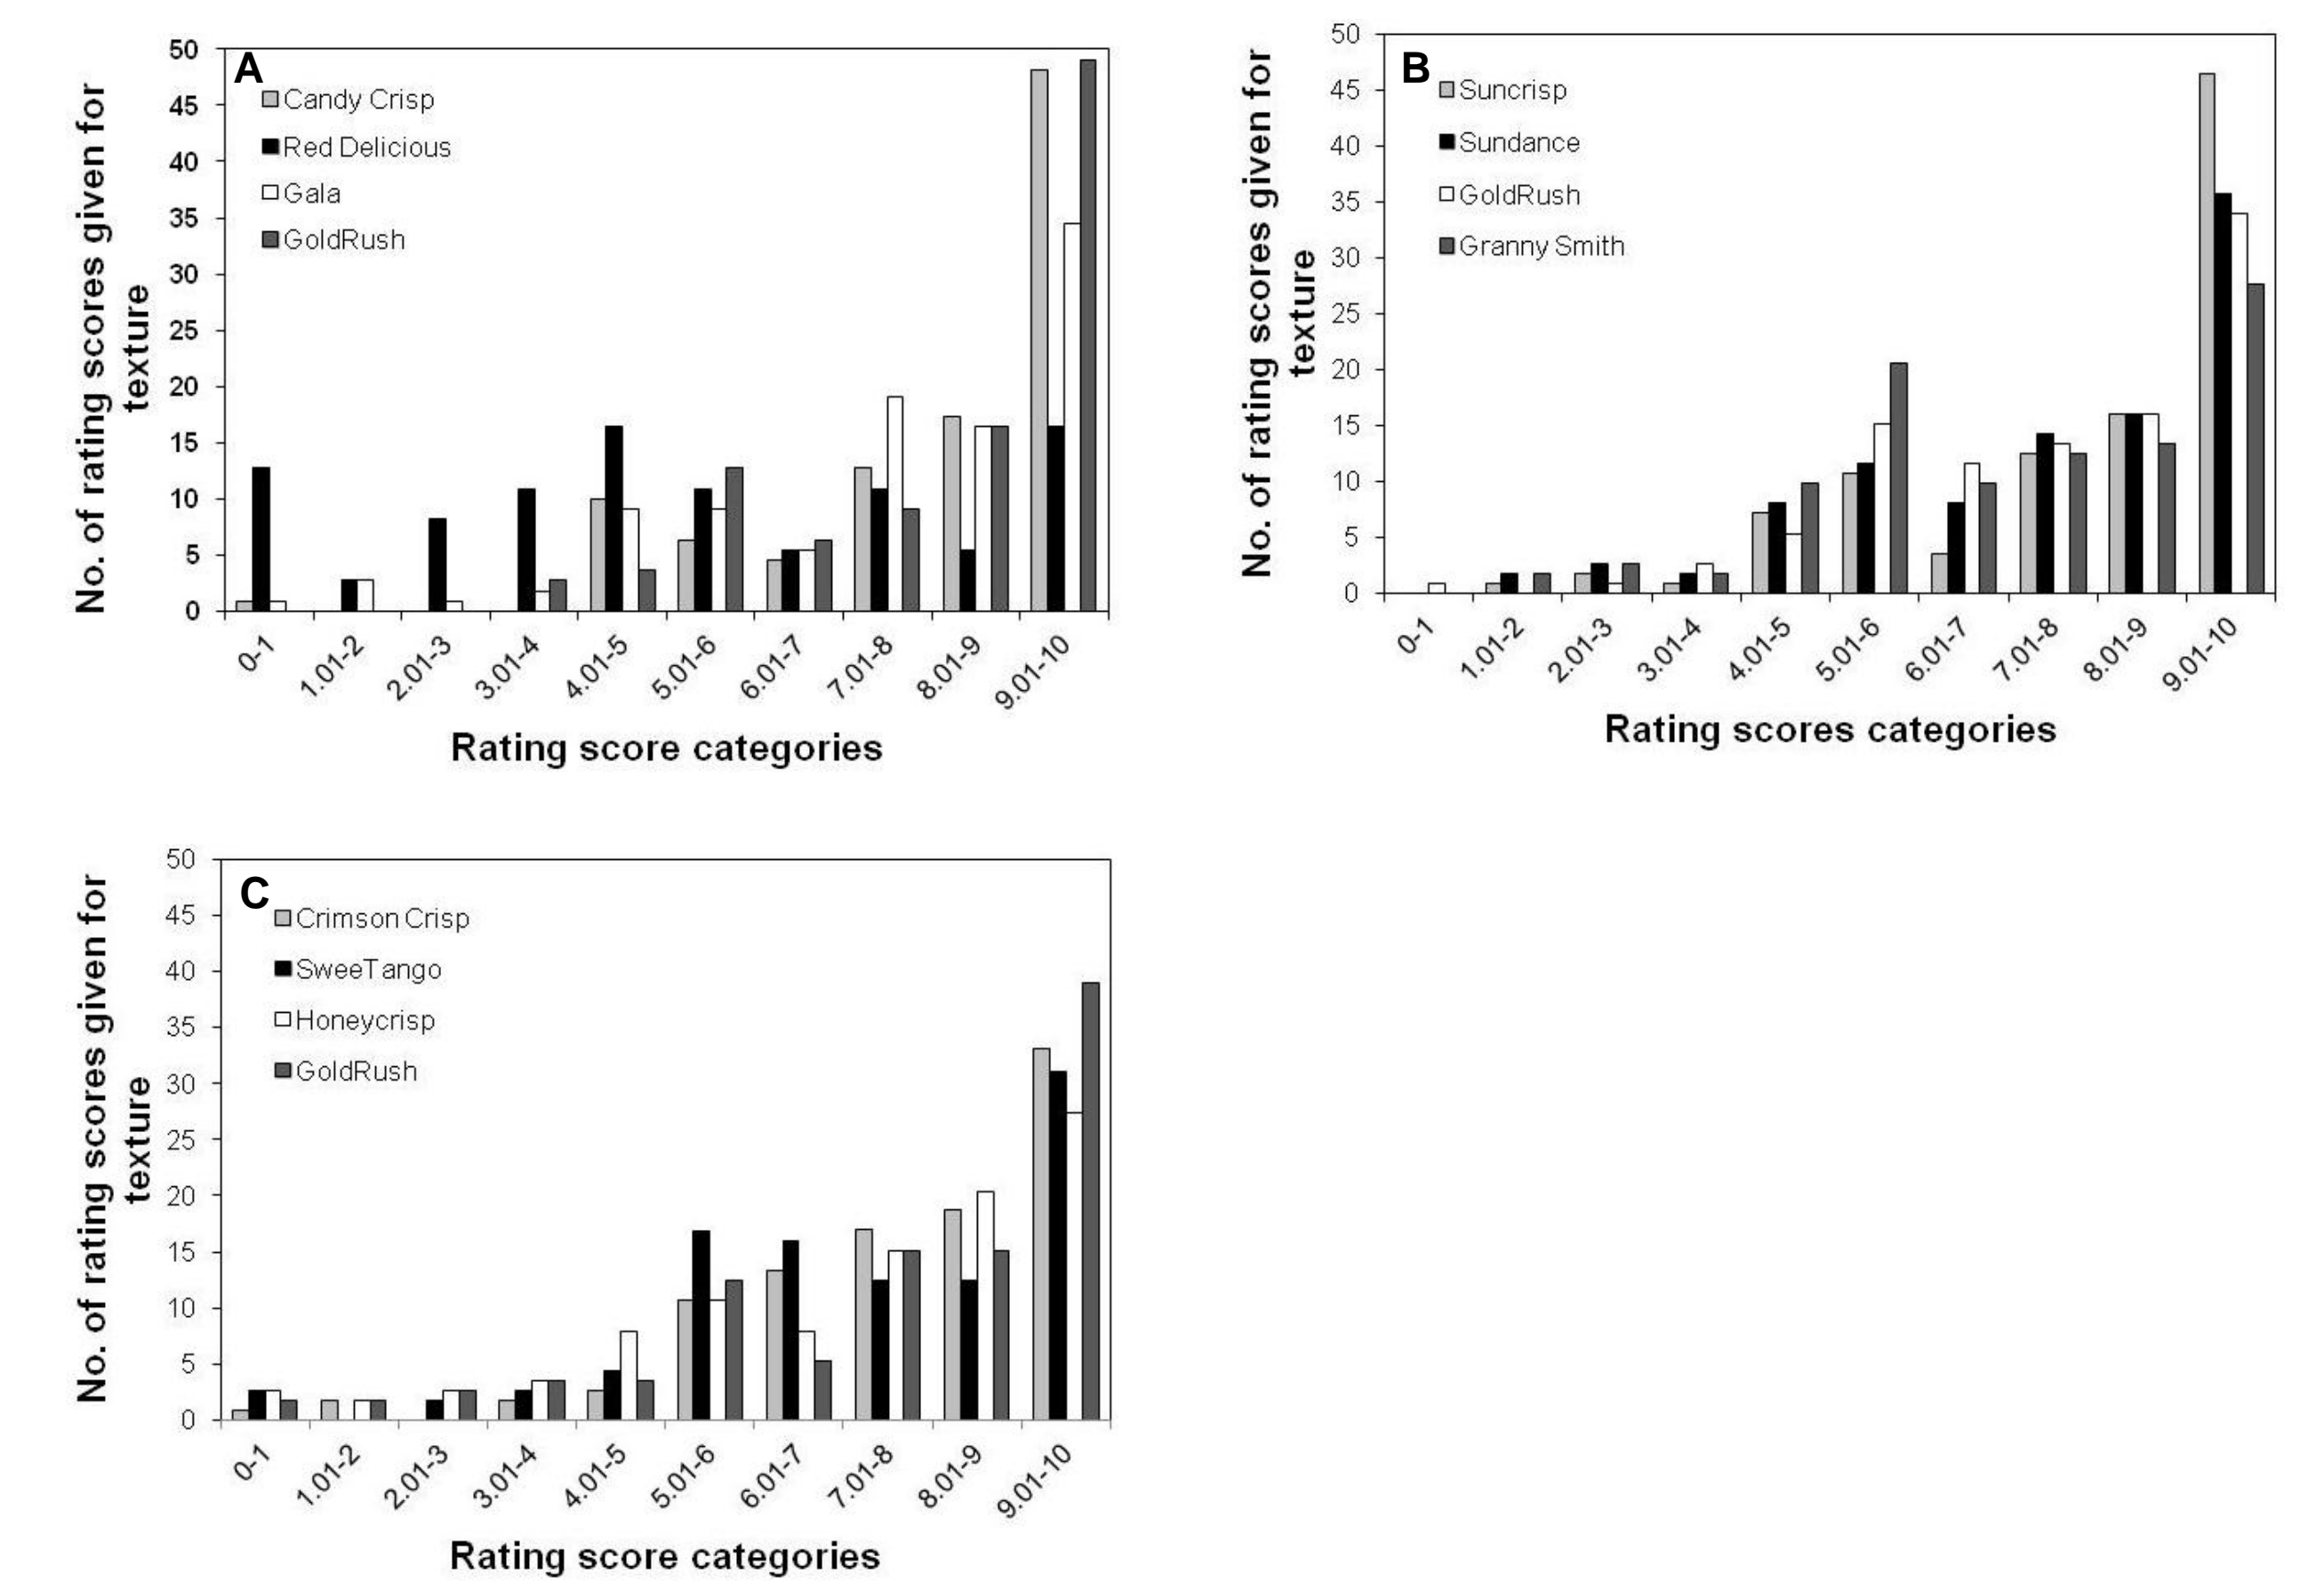 A
No. of rating scores given for
texture
50
45
40
35
30
25
20
15
10
5
0
Candy Crisp
Red Delicious
Gala
GoldRush
0-1
1.01-2
2.01-3
3.01-4
4.01-5
5.01-6
6.01-7
7.01-8
8.01-9
9.01-10
Rating score categories
B
No. of rating scores given for
texture
50
45
40
35
30
25
20
15
10
5
0
Suncrisp
Sundance
GoldRush
Granny Smith
0-1
1.01-2
2.01-3
3.01-4
4.01-5
5.01-6
6.01-7
7.01-8
8.01-9
9.01-10
Rating scores categories
C
No. of rating scores given for
texture
50
45
40
35
30
25
20
15
10
5
0
Crimson Crisp
SweeTango
Honeycrisp
GoldRush
0-1
1.01-2
2.01-3
3.01-4
4.01-5
5.01-6
6.01-7
7.01-8
8.01-9
9.01-10
Rating score categories